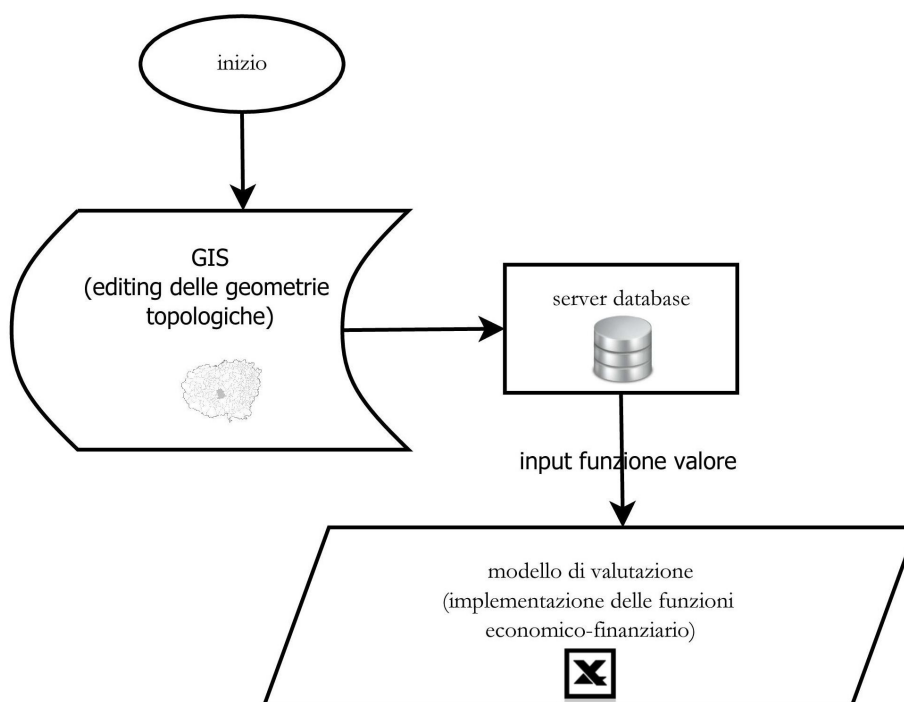 inizio
GIS
(editing delle geometrie
topologiche)
server database
input funzione valore
modello di valutazione
(implementazione delle funzioni
economico-finanziario)
X